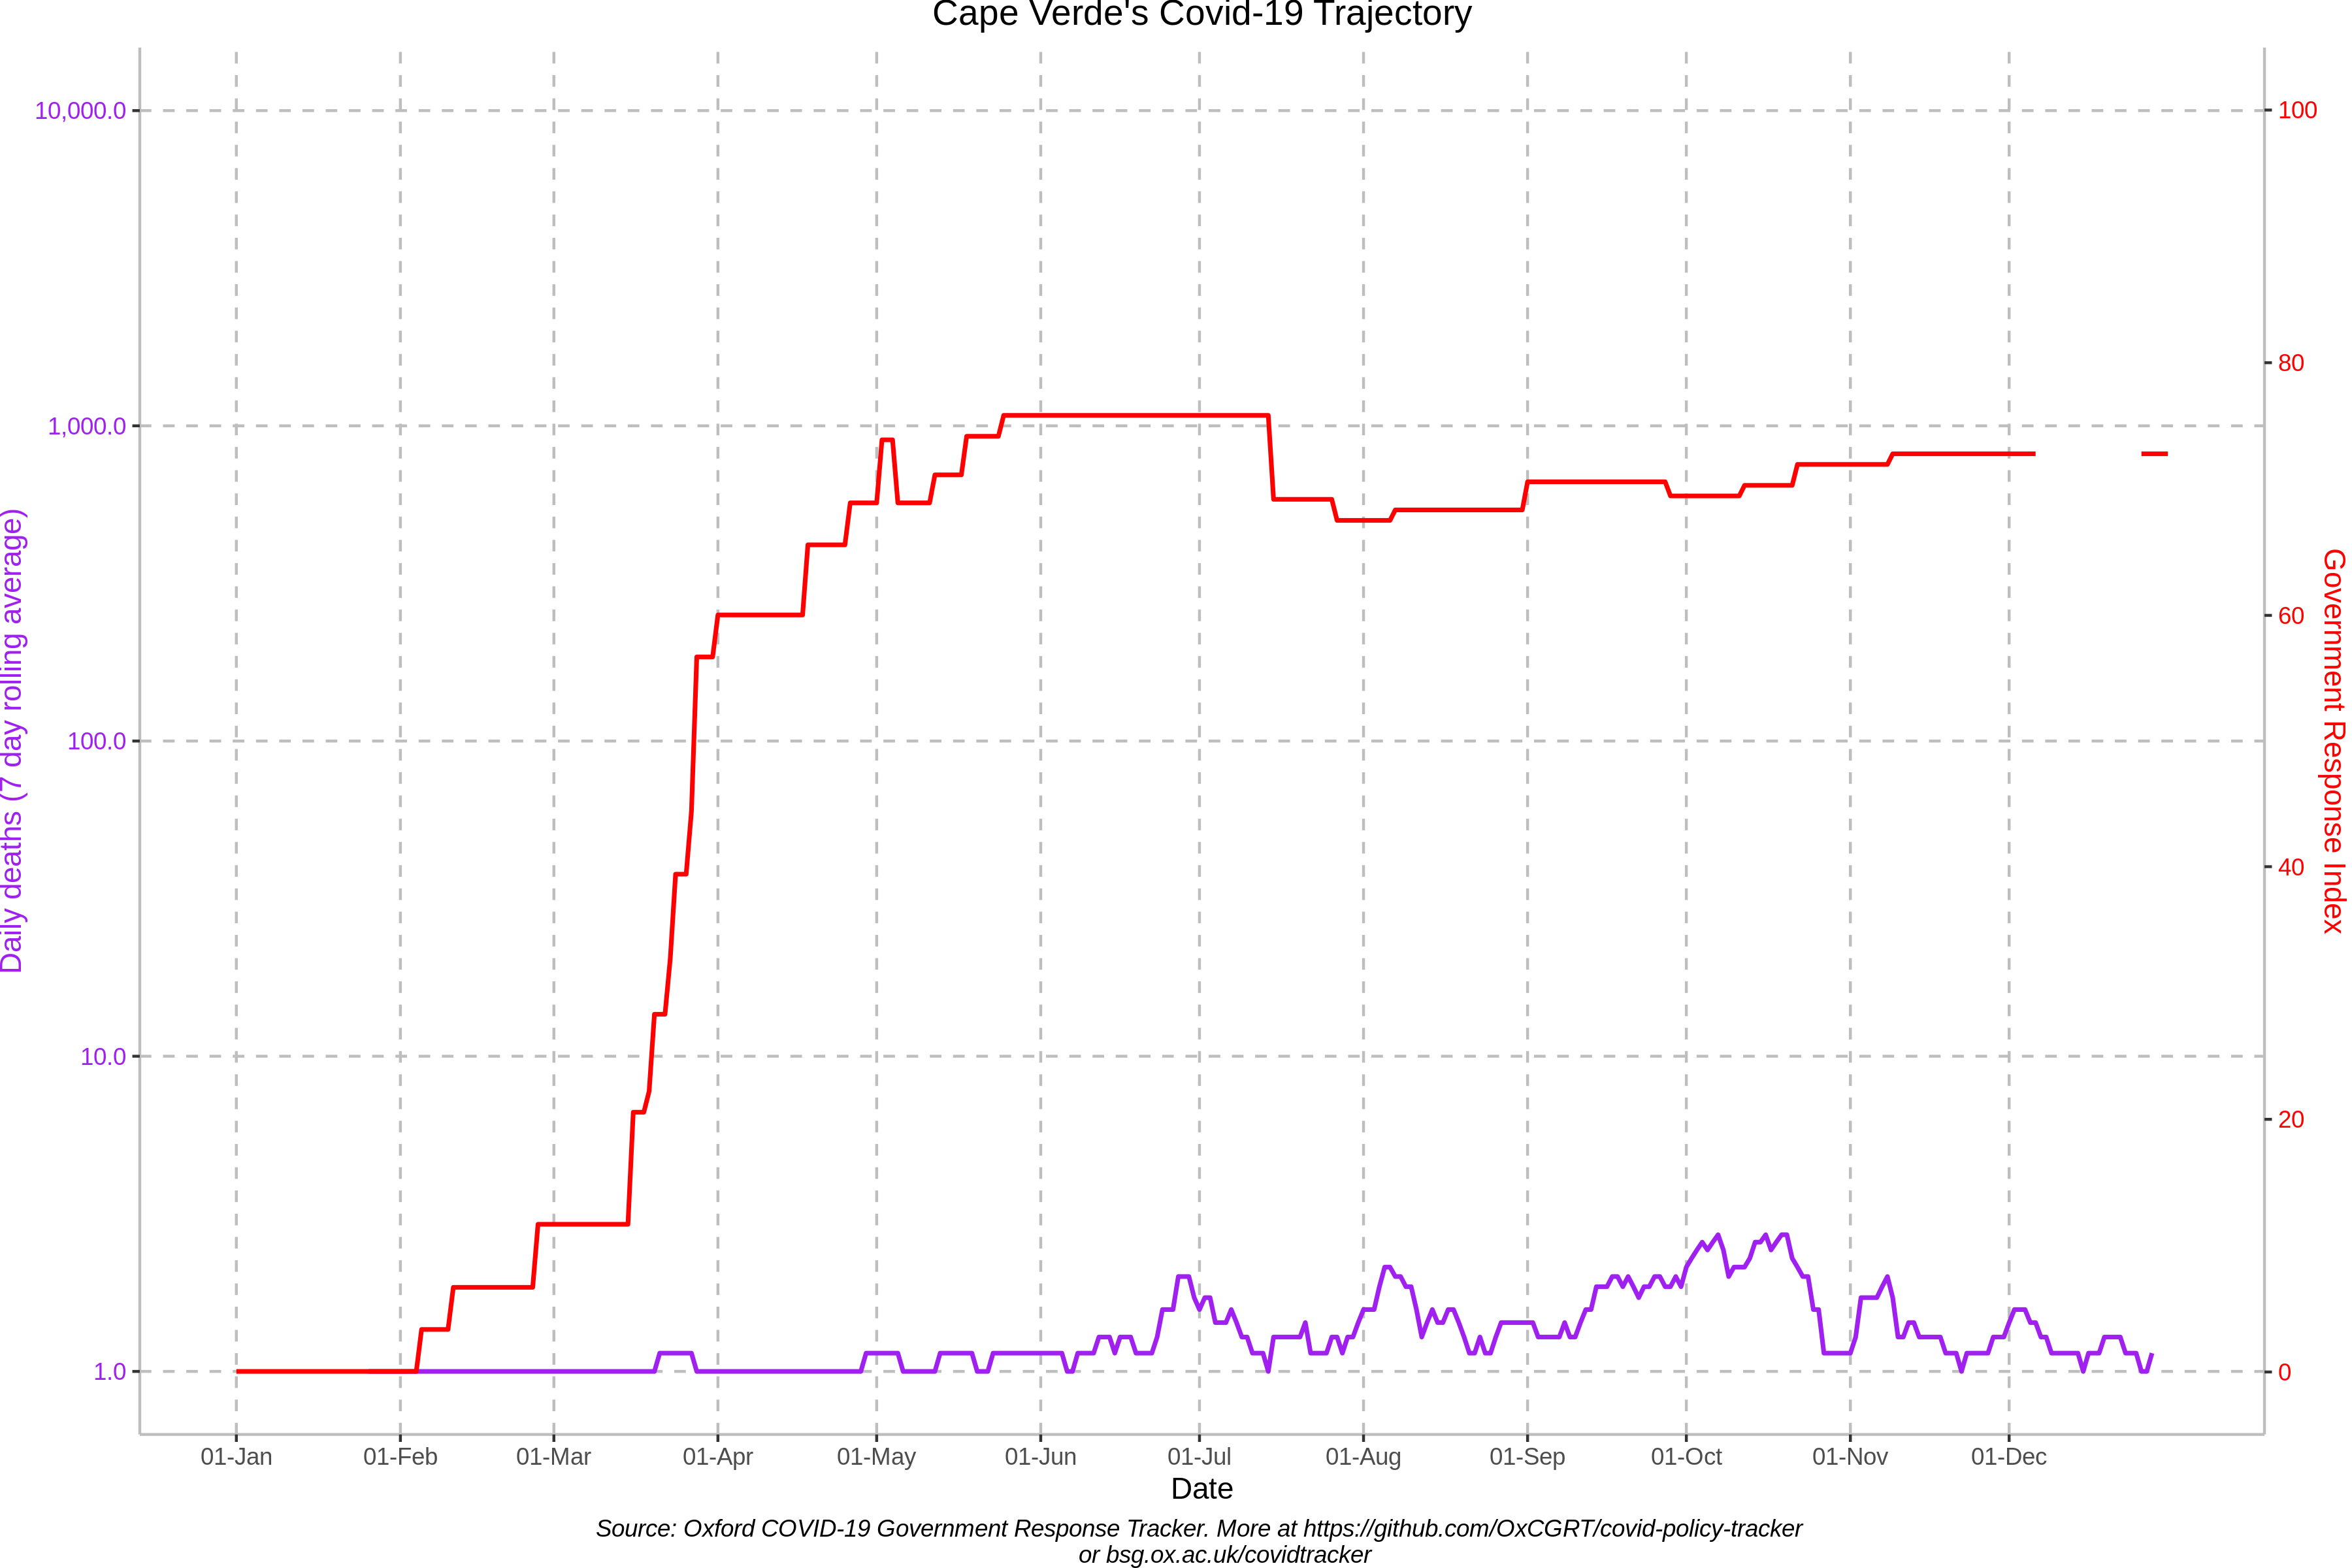 Cape Verde's Covid-19 Trajectory
10,000.0
1,000.0
100.0
10.0
1.0
Daily deaths (7 day rolling average)
100
80
60
40
20
0
Government Response Index
01-Jan 01-Feb 01-Mar 01-Apr 01-May 01-Jun 01-Jul 01-Aug 01-Sep 01-Oct 01-Nov 01-Dec
Date
Source: Oxford COVID-19 Government Response Tracker. More at https://github.com/OxCGRT/covid-policy-tracker
or bsg.ox.ac.uk/covidtracker